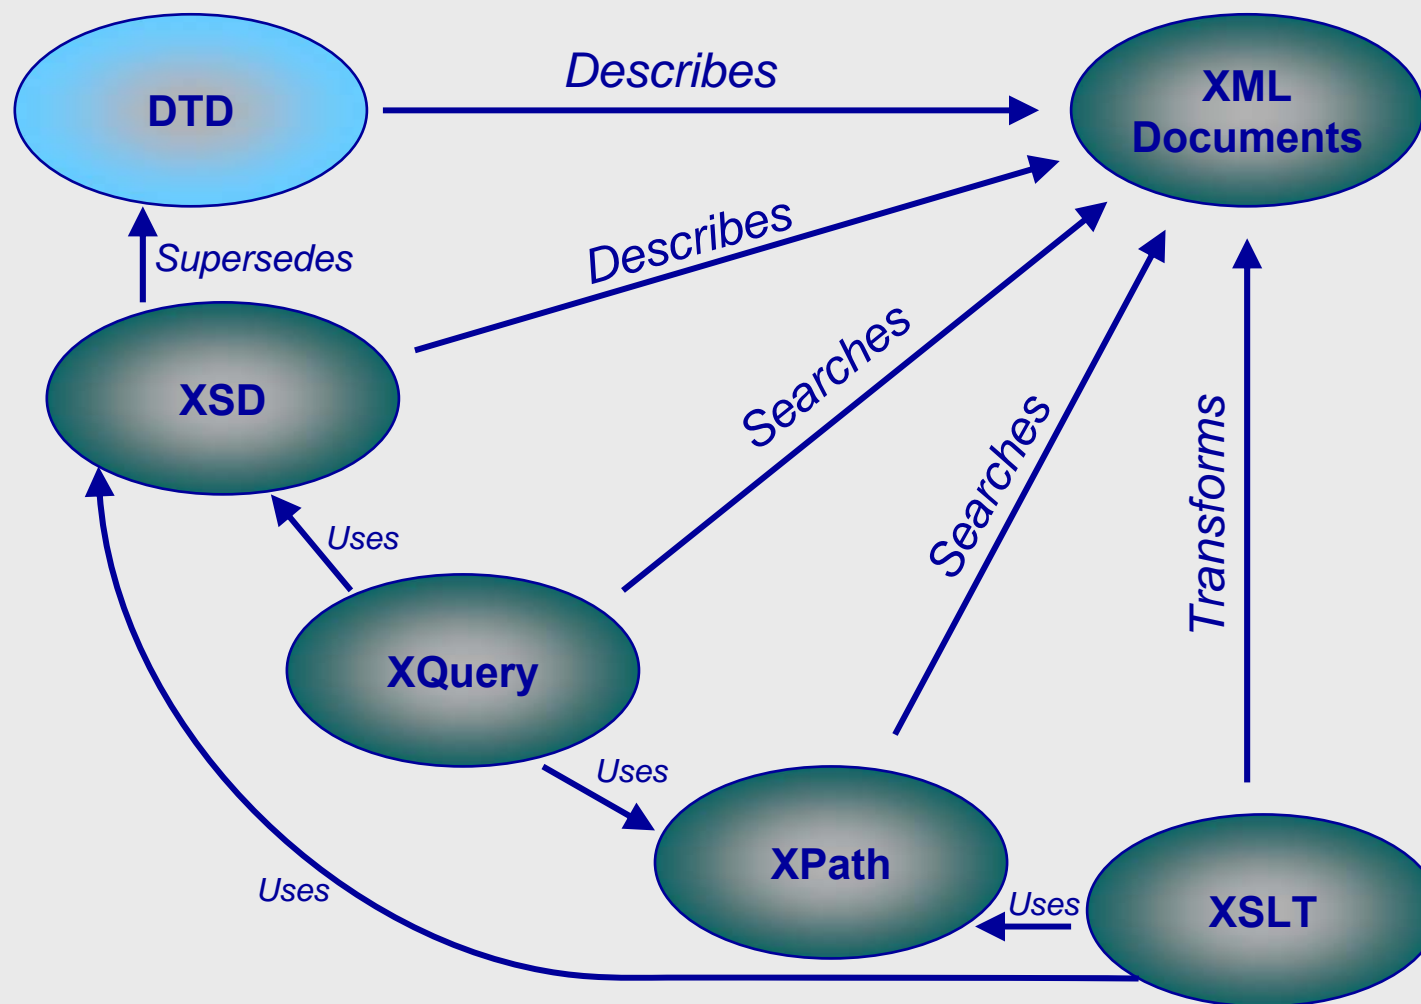 Describes
DTD
XML
Documents
Describes
Supersedes
XSD
Searches
Searches
Transforms
Uses
XQuery
Uses
XPath
Uses
Uses
XSLT